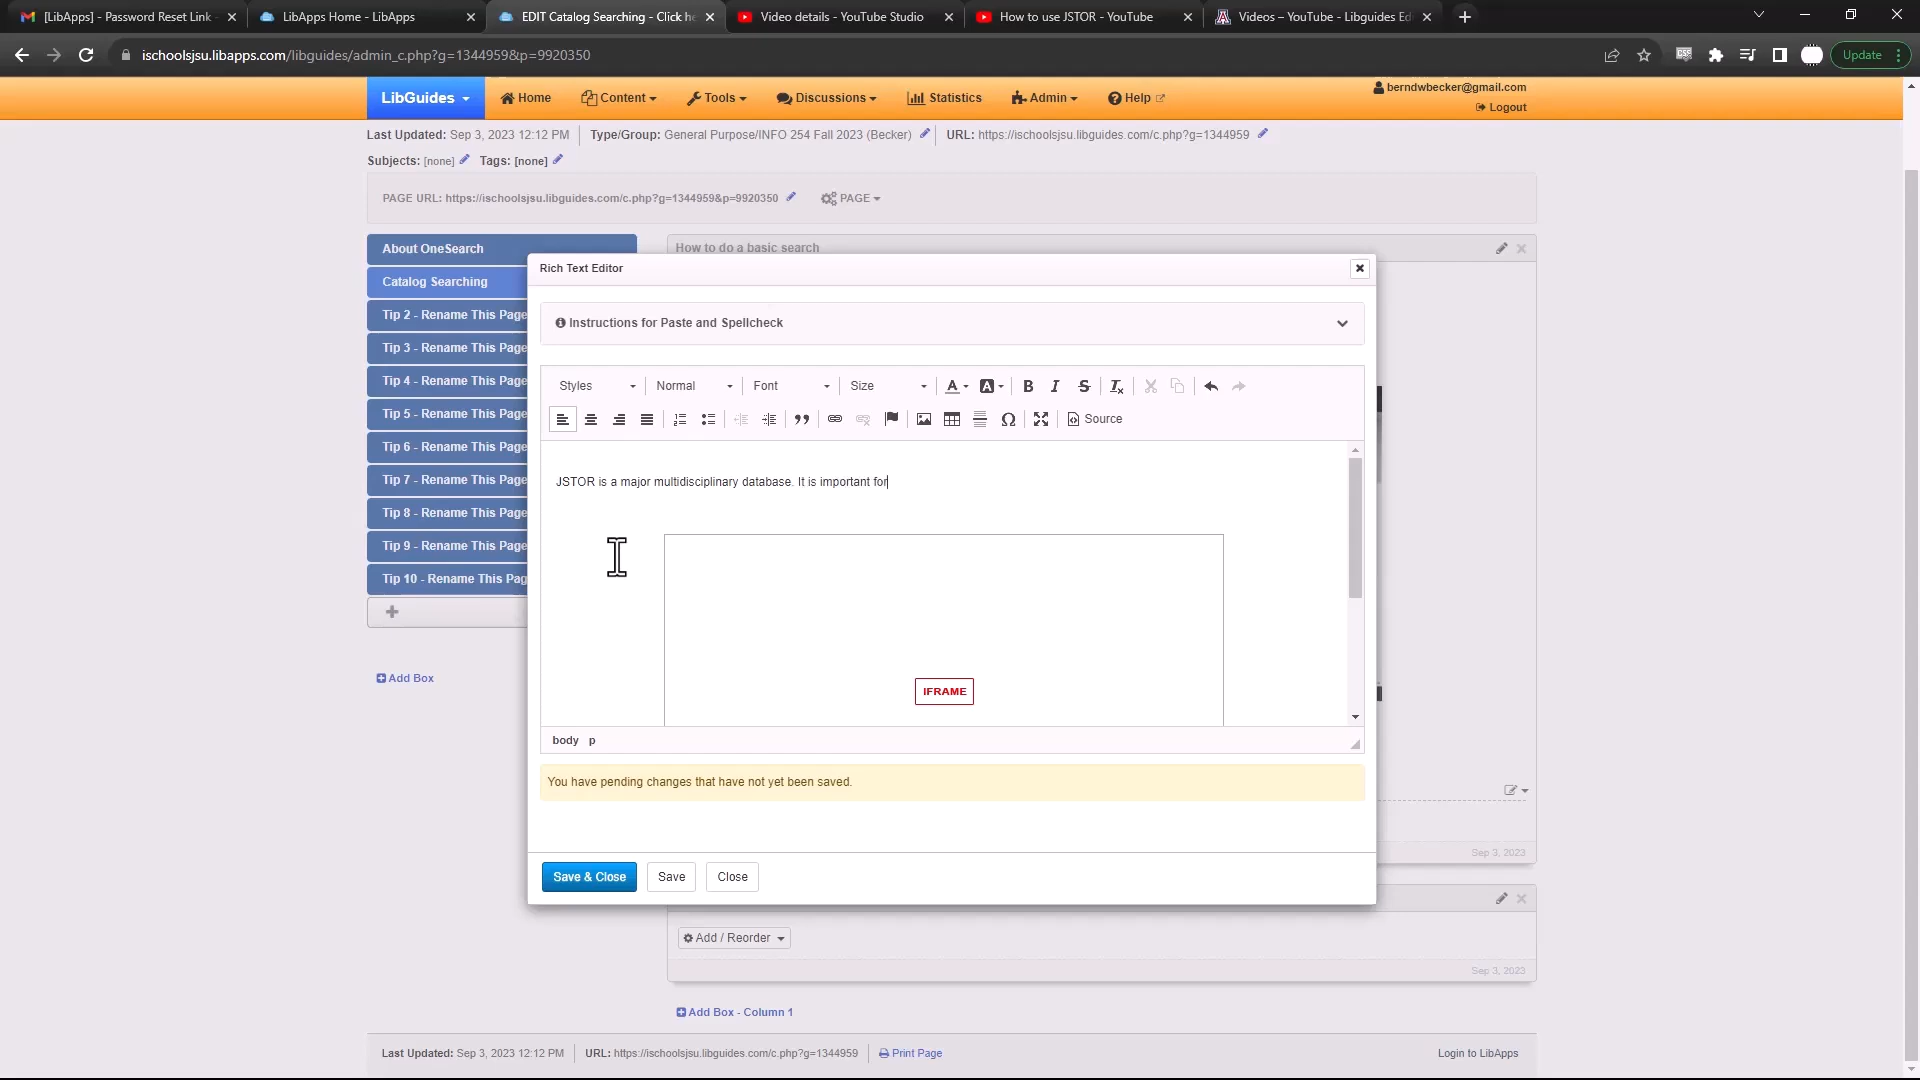 [LibApps] - Password Reset Link
LibApps Home - LibApps
EDIT Catalog Searching - Click he
Video details - YouTube Studio
How to use JSTOR - YouTube
Videos – YouTube - Libguides Ed
ischoolsjsu.libapps.com/libguides/admin_c.php?g=1344959&p=9920350
Update
LibGuides
Home
Content
Tools
Discussions
Statistics
Admin
Help
berndwbecker@gmail.com
Logout
Last Updated: Sep 3, 2023 12:12 PM
Type/Group: General Purpose/INFO 254 Fall 2023 (Becker)
URL: https://ischoolsjsu.libguides.com/c.php?g=1344959
Subjects: [none]
Tags: [none]
PAGE URL: https://ischoolsjsu.libguides.com/c.php?g=1344959&p=9920350
PAGE
About OneSearch
Catalog Searching
Tip 2 - Rename This Page
Tip 3 - Rename This Page
Tip 4 - Rename This Page
Tip 5 - Rename This Page
Tip 6 - Rename This Page
Tip 7 - Rename This Page
Tip 8 - Rename This Page
Tip 9 - Rename This Page
Tip 10 - Rename This Pag
Add Box
How to do a basic search
Rich Text Editor
Instructions for Paste and Spellcheck
Styles
Normal
Font
Size
Source
JSTOR is a major multidisciplinary database. It is important for
IFRAME
body p
You have pending changes that have not yet been saved.
Save & Close
Save
Close
Sep 3, 2023
Add / Reorder
Sep 3, 2023
Add Box - Column 1
Last Updated: Sep 3, 2023 12:12 PM
URL: https://ischoolsjsu.libguides.com/c.php?g=1344959
Print Page
Login to LibApps